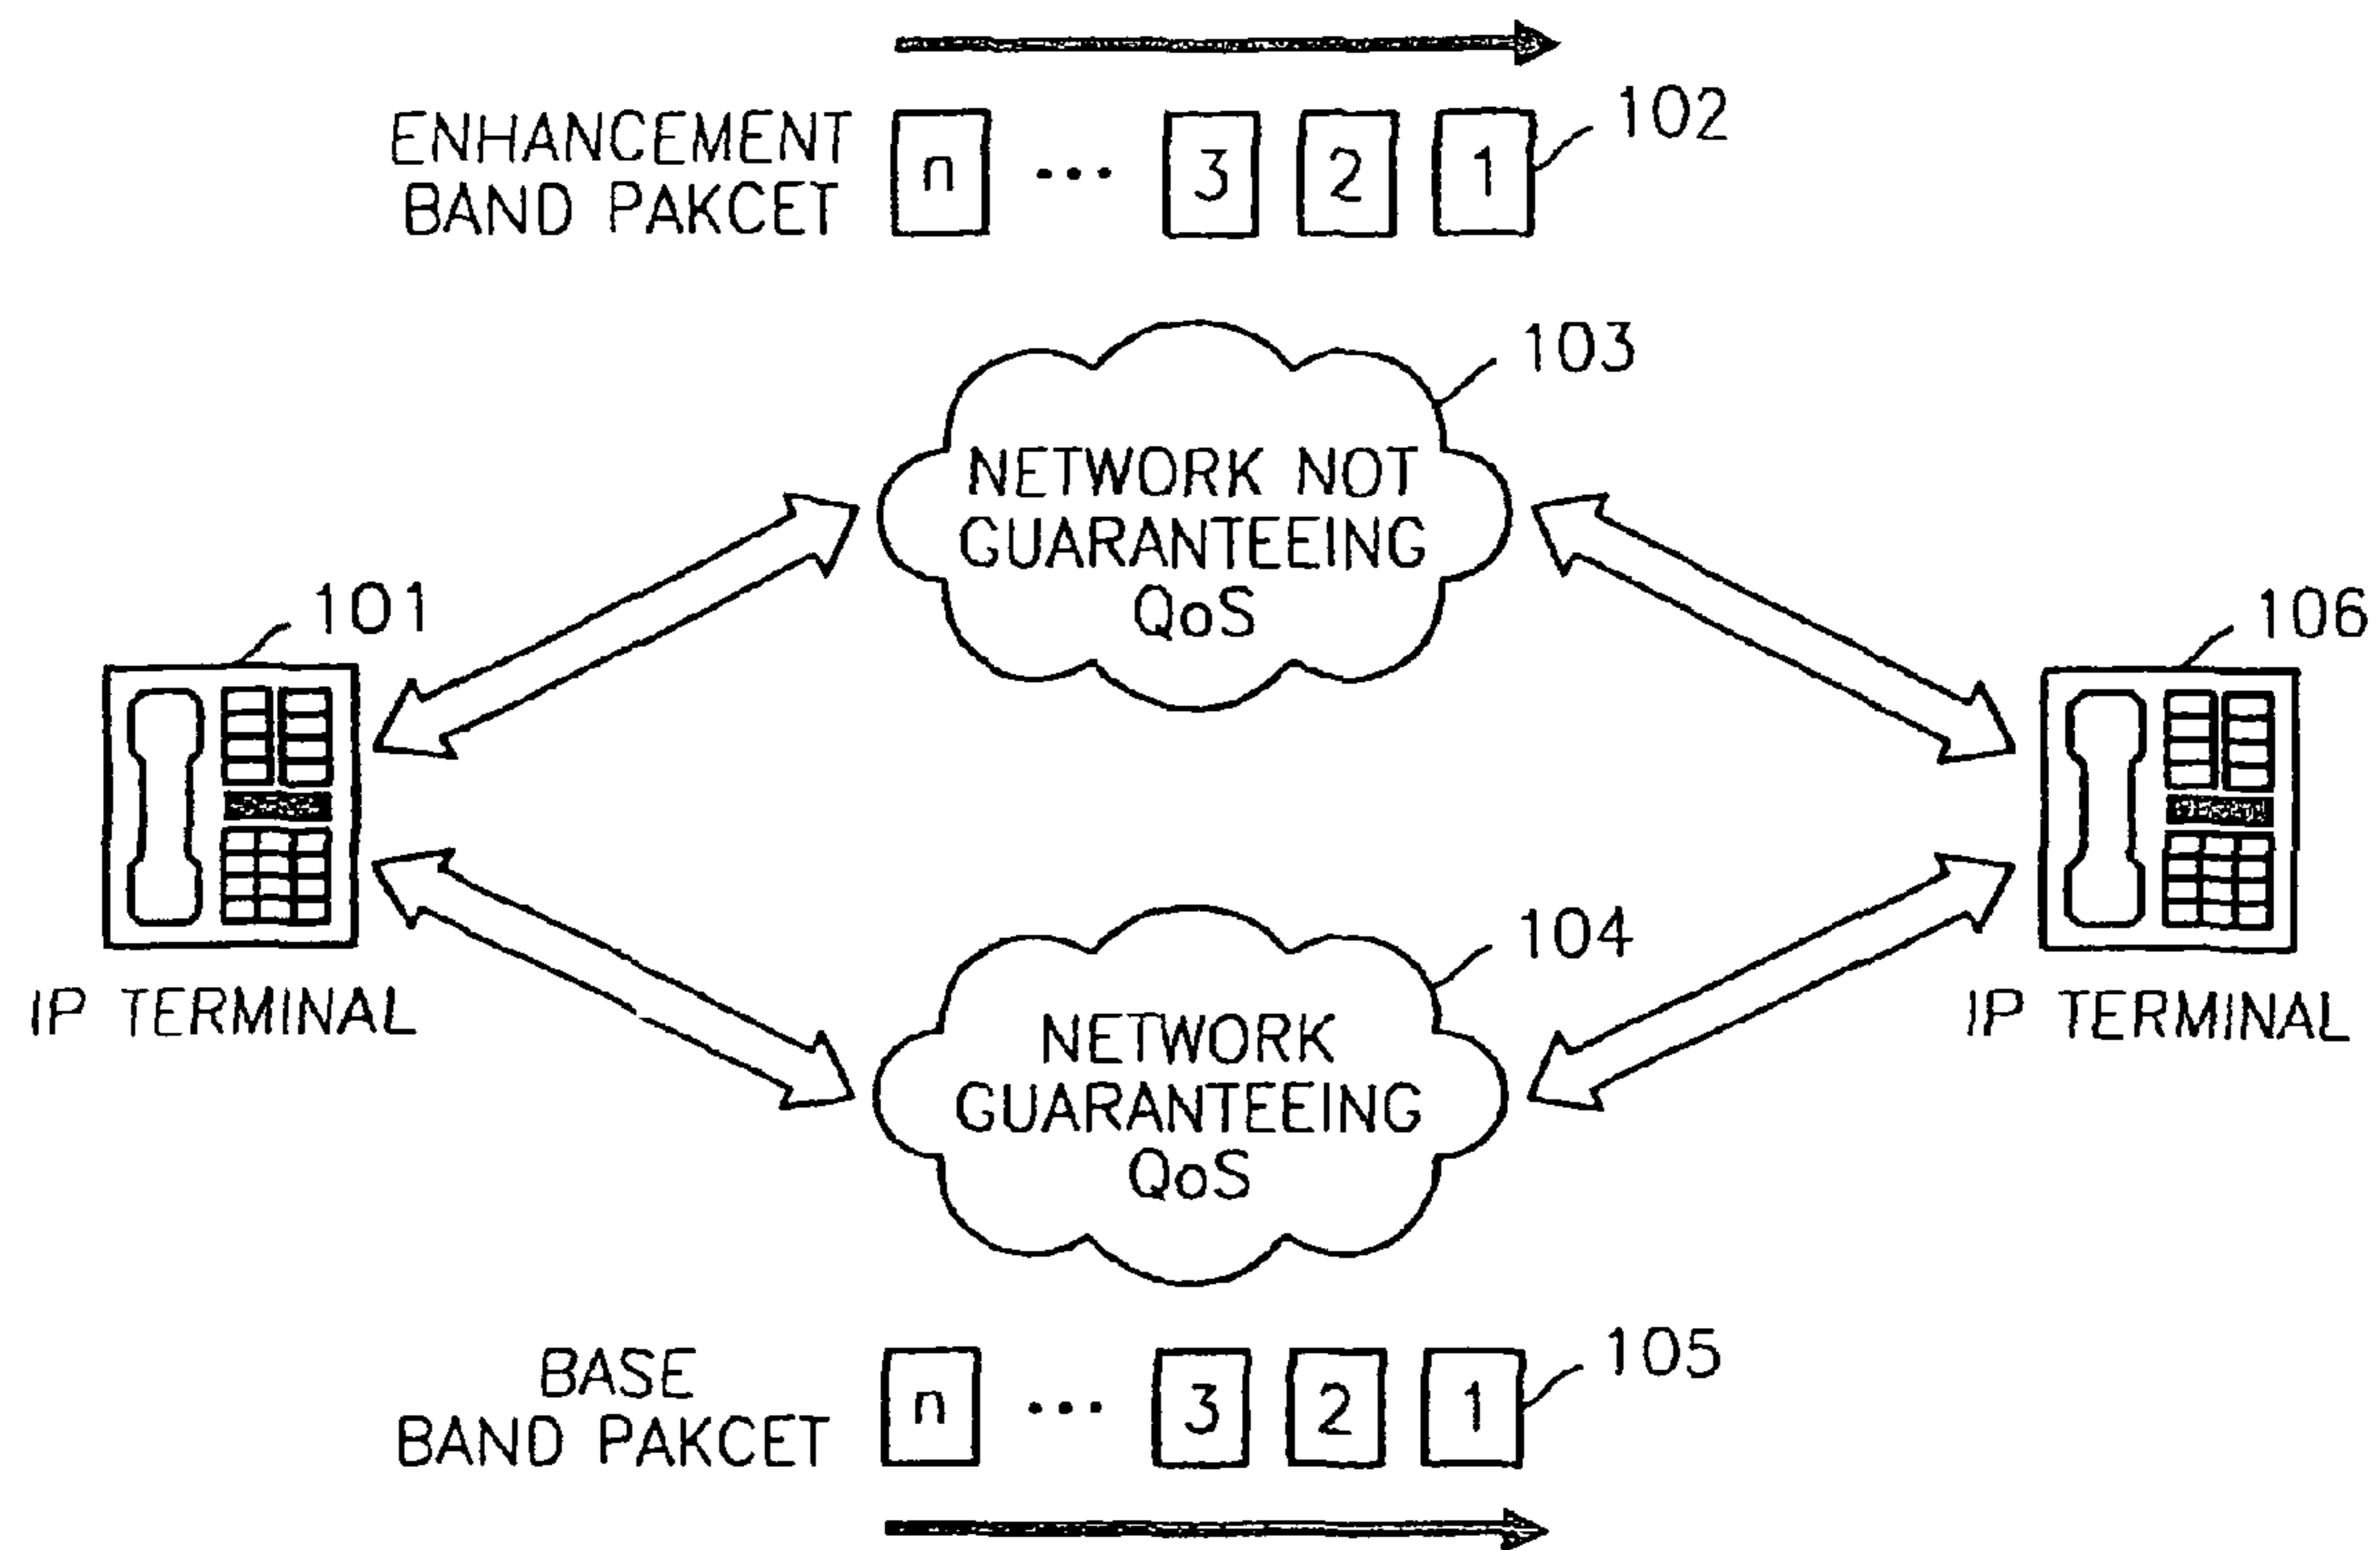 ENHANCEMENT
BAND PAKCET
n ... 3 2 1
102
103
NETWORK NOT
GUARANTEEING
QoS
101
106
IP TERMINAL
IP TERMINAL
104
NETWORK
GUARANTEEING
QoS
BASE
BAND PAKCET
n ... 3 2 1
105